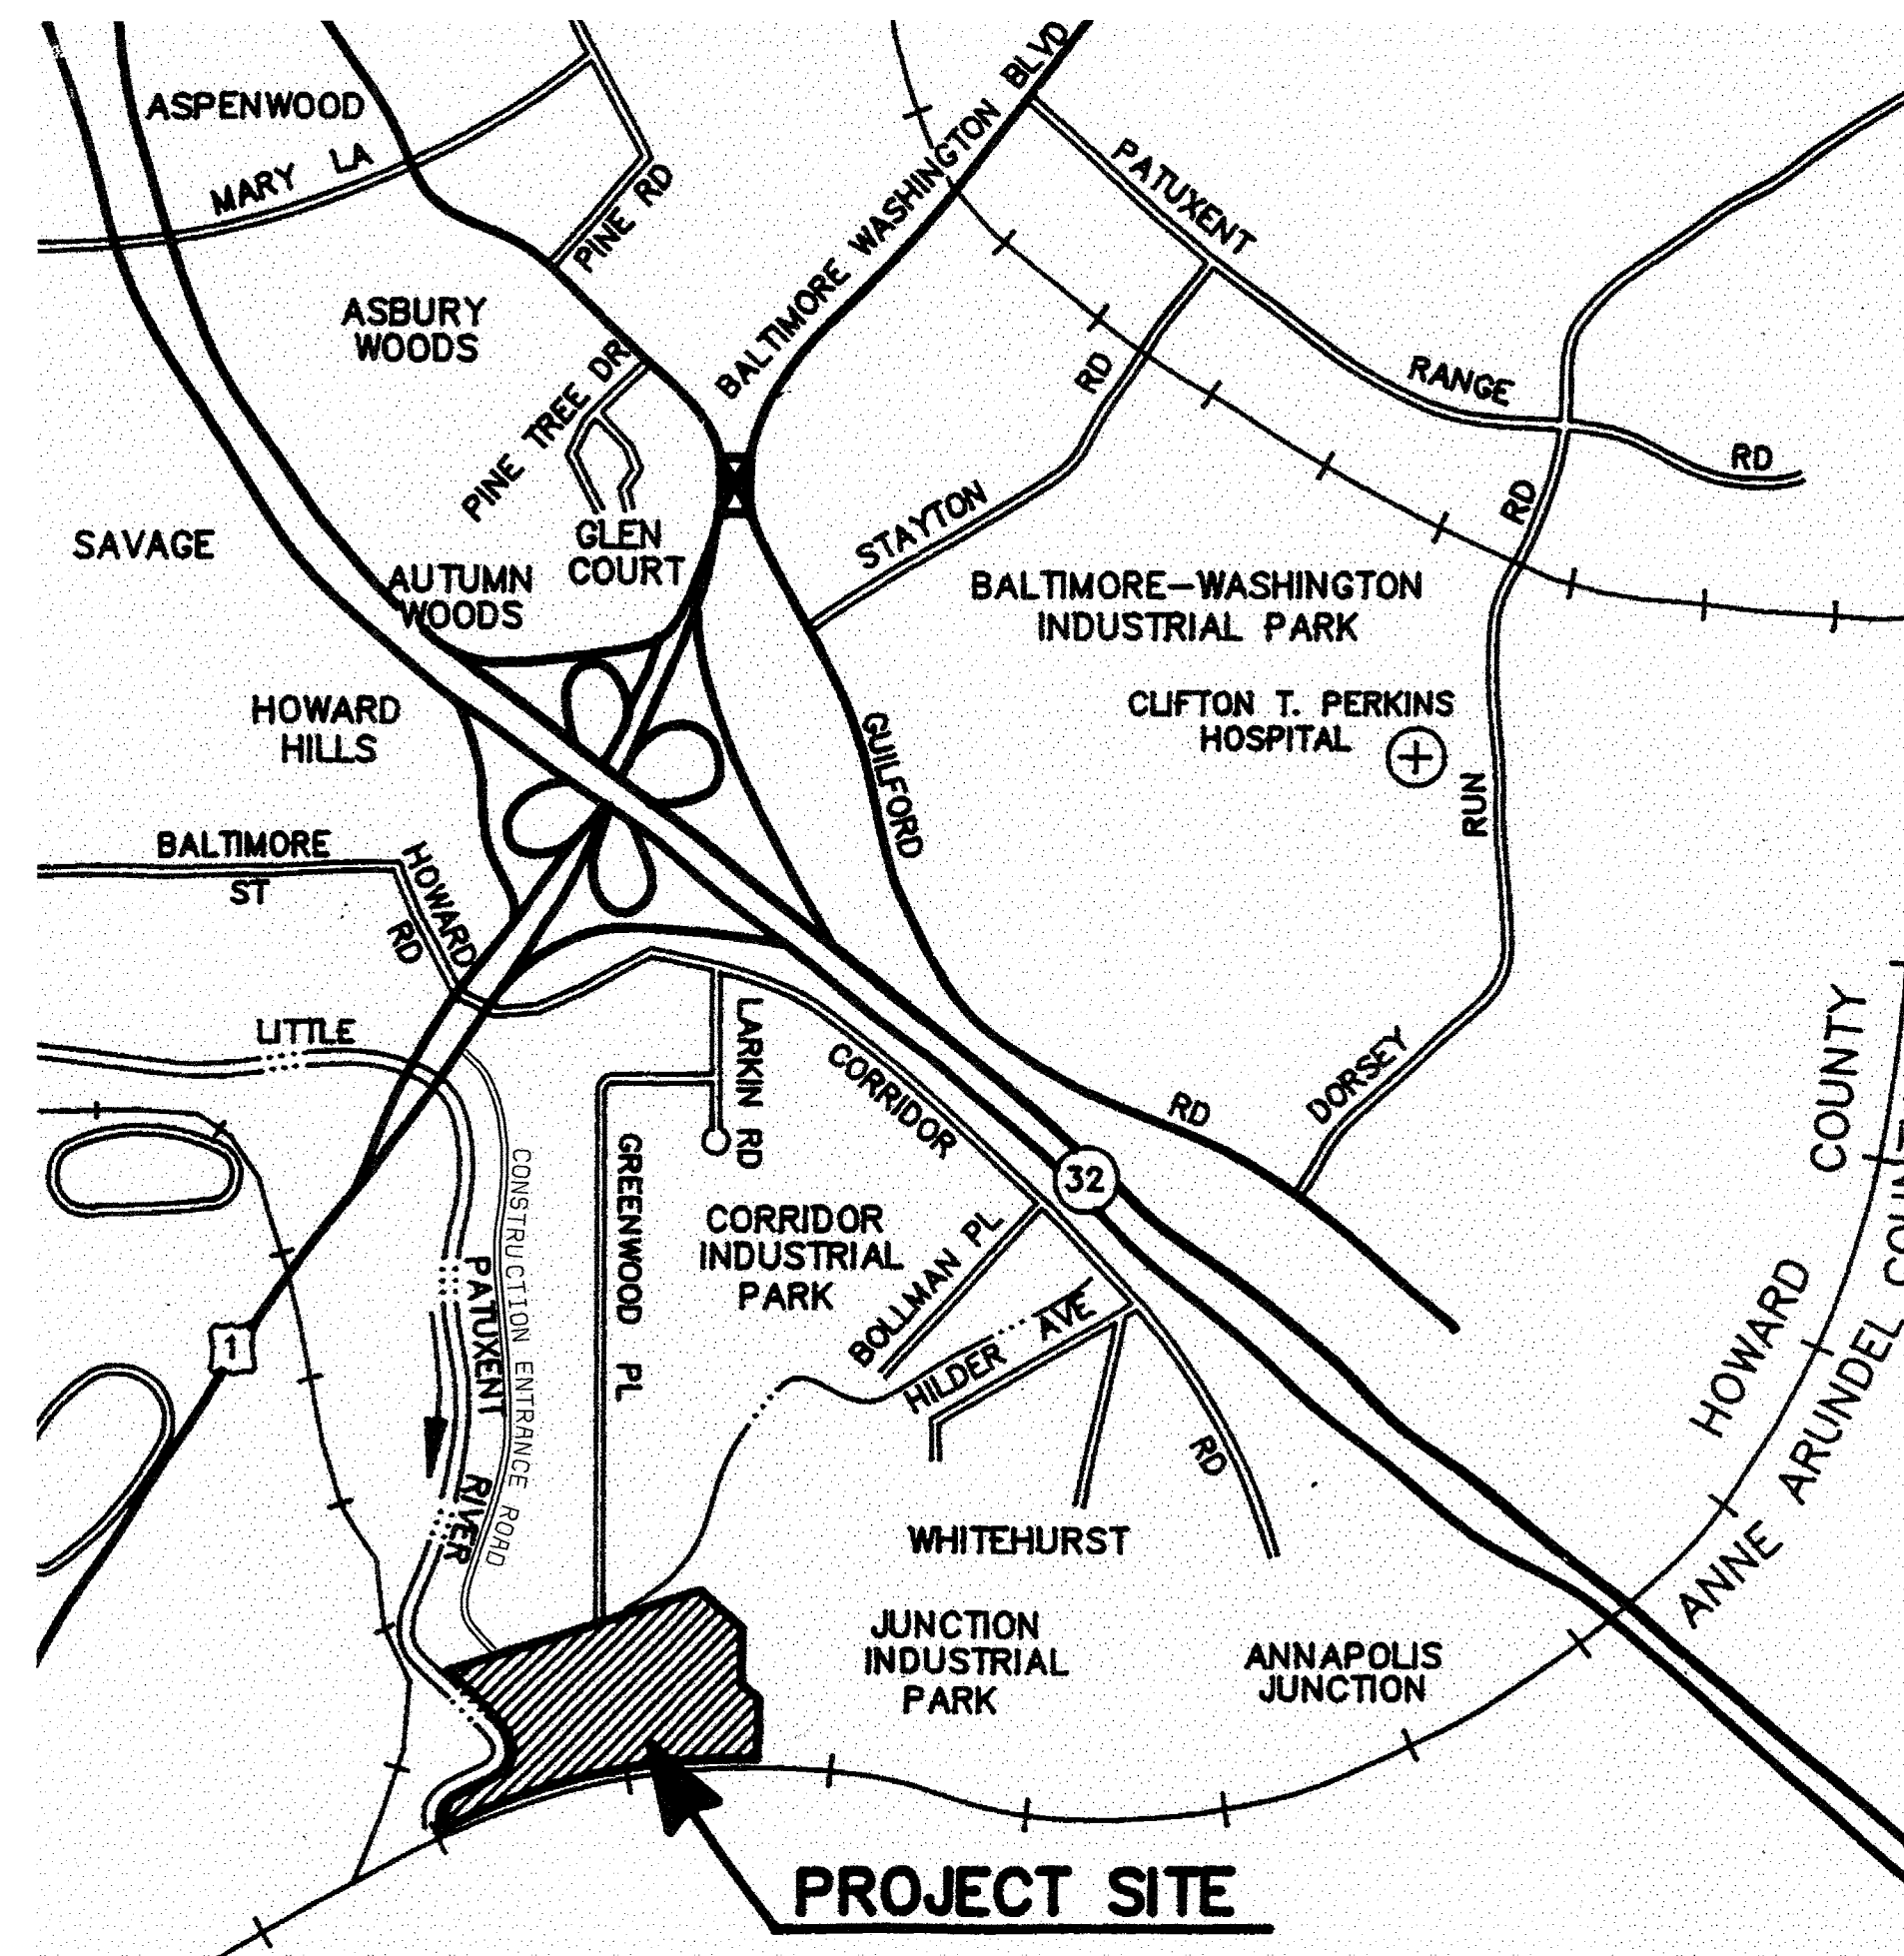 ASPENWOOD
MARY LA
PINE RD
BALTIMORE WASHINGTON BLVD
PATUXENT
RANGE
RD
ASBURY
WOODS
PINE TREE DR
GLEN
COURT
SAVAGE
AUTUMN
WOODS
STAYTON
RD
BALTIMORE-WASHINGTON
INDUSTRIAL PARK
CLIFTON T. PERKINS
HOSPITAL
HOWARD
HILLS
GUILFORD
RD
DORSEY
RUN
RD
BALTIMORE
ST
HOWARD
RD
LITTLE
PATUXENT
RIVER
CONSTRUCTION ENTRANCE ROAD
GREENWOOD PL
LARKIN RD
CORRIDOR
RD
32
1
CORRIDOR
INDUSTRIAL
PARK
BOLLMAN PL
HILDER AVE
WHITEHURST
JUNCTION
INDUSTRIAL
PARK
ANNAPOLIS
JUNCTION
HOWARD COUNTY
ANNE ARUNDEL
PROJECT SITE